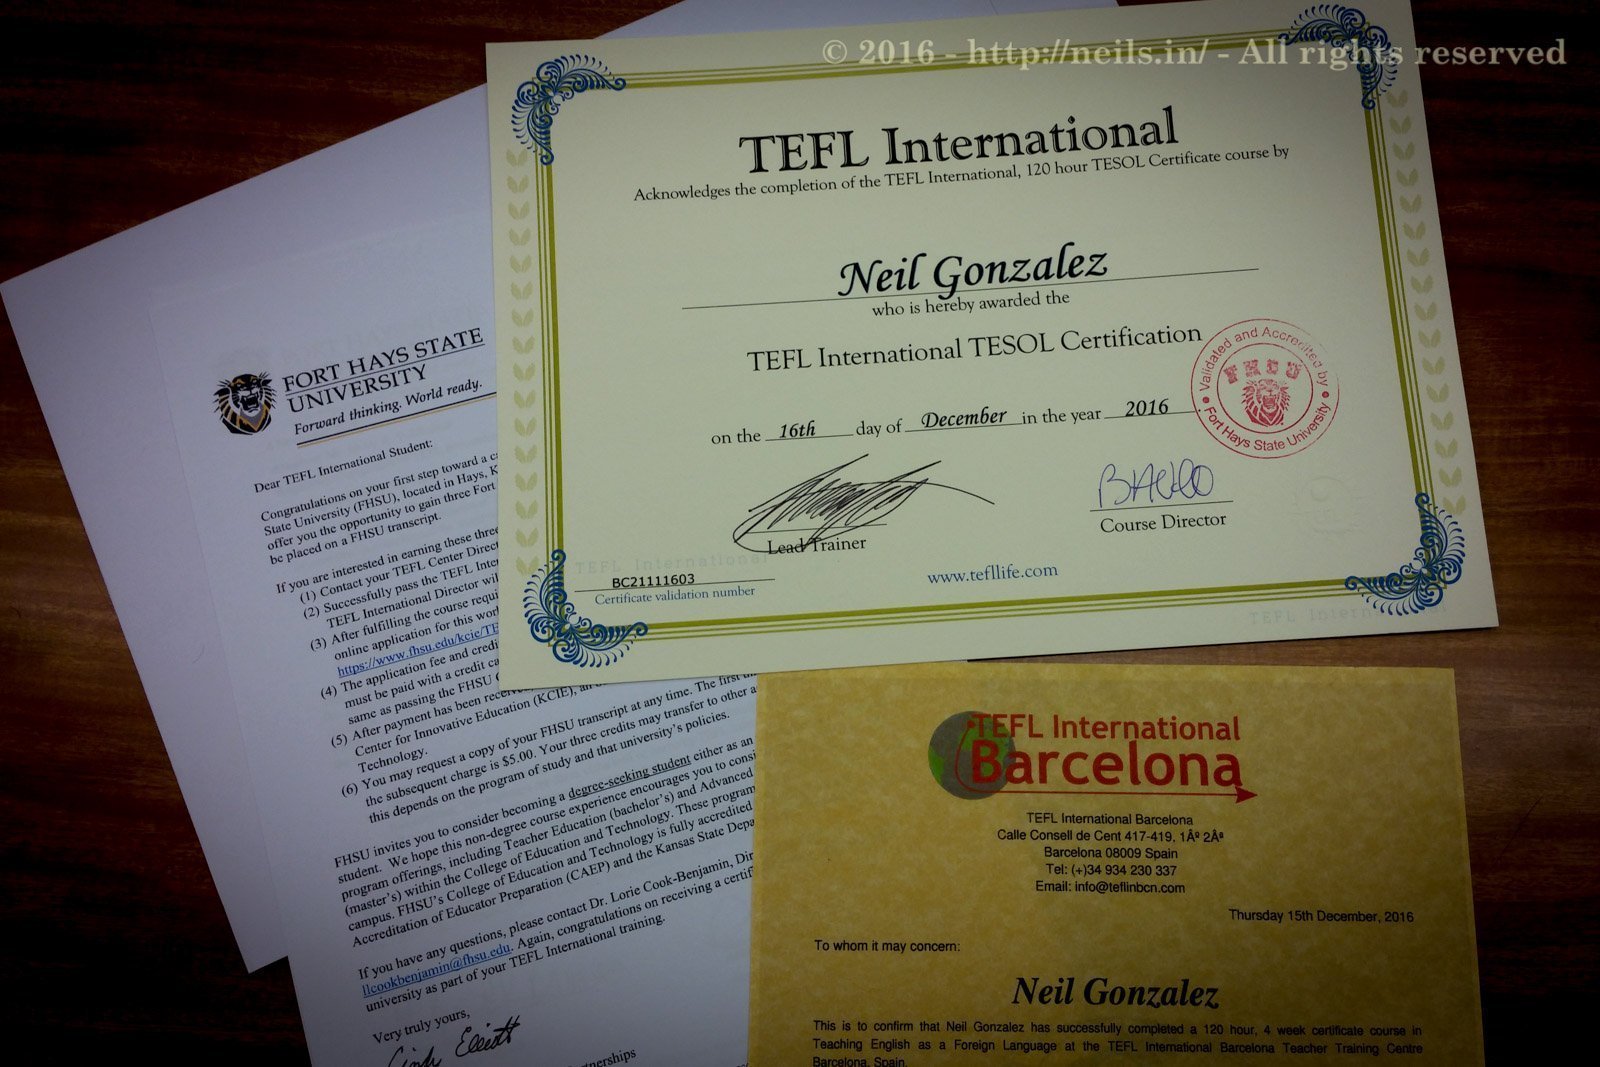 © 2016 - http://neils.in/ - All rights reserved
TEFL International
Acknowledges the completion of the TEFL International, 120 hour TESOL Certificate course by
Neil Gonzalez
who is hereby awarded the
TEFL International TESOL Certification
on the 16th day of December in the year 2016
Validated and Accredited by
FHSU
Fort Hays State University
Lead Trainer
Course Director
TEFL International
BC21111603
Certificate validation number
www.tefllife.com
FORT HAYS STATE
UNIVERSITY
Forward thinking. World ready.
Dear TEFL International Student:
Congratulations on your first step toward a
State University (FHSU), located in Hays,
offer you the opportunity to gain three Fort
be placed on a FHSU transcript.
If you are interested in earning these three
(1) Contact your TEFL Center
(2) Successfully pass the TEFL
TEFL International Director
(3) After fulfilling the course
online application for this
https://www.fhsu.edu/kcie/TE
(4) The application fee and
must be paid with a credit
same as passing the FHSU
(5) After payment has been
Center for Innovative Education (KCIE),
Technology.
(6) You may request a copy of your FHSU transcript at any time. The first
the subsequent charge is $5.00. Your three credits may transfer to other
this depends on the program of study and that university's policies.
FHSU invites you to consider becoming a degree-seeking student either as an
student. We hope this non-degree course experience encourages you to
program offerings, including Teacher Education (bachelor's) and Advanced
(master's) within the College of Education and Technology. These
campus. FHSU's College of Education and Technology is fully accredited
Accreditation of Educator Preparation (CAEP) and the Kansas State
If you have any questions, please contact Dr. Lorie Cook-Benjamin,
llcookbenjamin@fhsu.edu. Again, congratulations on receiving a
university as part of your TEFL International training.
Very truly yours,
Cindy Elliott
TEFL International
Barcelona
TEFL International Barcelona
Calle Consell de Cent 417-419, 1Âº 2Âª
Barcelona 08009 Spain
Tel: (+)34 934 230 337
Email: info@teflinbcn.com
Thursday 15th December, 2016
To whom it may concern:
Neil Gonzalez
This is to confirm that Neil Gonzalez has successfully completed a 120 hour, 4 week certificate course in
Teaching English as a Foreign Language at the TEFL International Barcelona Teacher Training Centre
Barcelona, Spain.